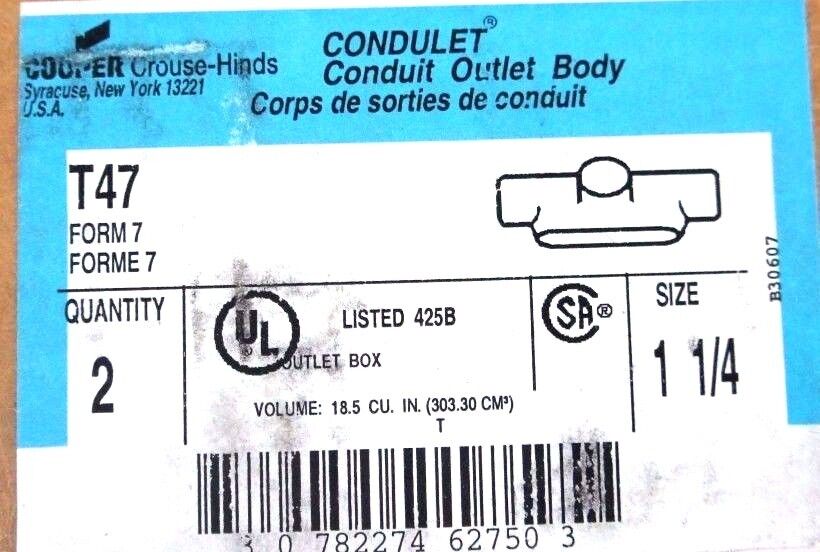 COOPER Crouse-Hinds
Syracuse, New York 13221
U.S.A.
CONDULET®
Conduit Outlet Body
Corps de sorties de conduit
T47
FORM 7
FORME 7
B30607
QUANTITY
2
UL ®
LISTED 425B
OUTLET BOX
VOLUME: 18.5 CU. IN. (303.30 CM³)
T
SA ®
SIZE
1 1/4
3 0 782274 62750 3